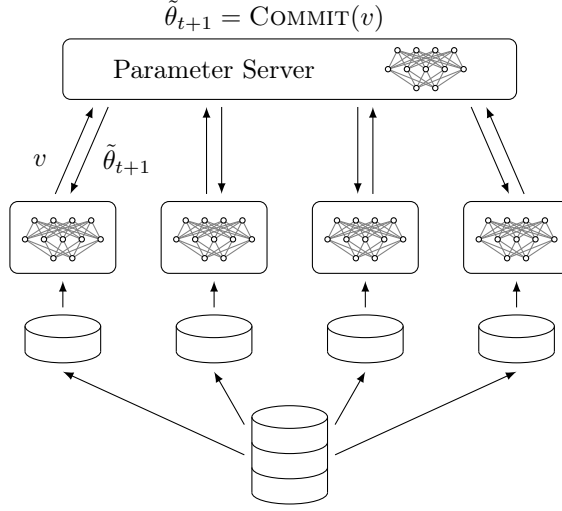 θ̃ₜ₊₁ = COMMIT(v)
Parameter Server
v
θ̃ₜ₊₁